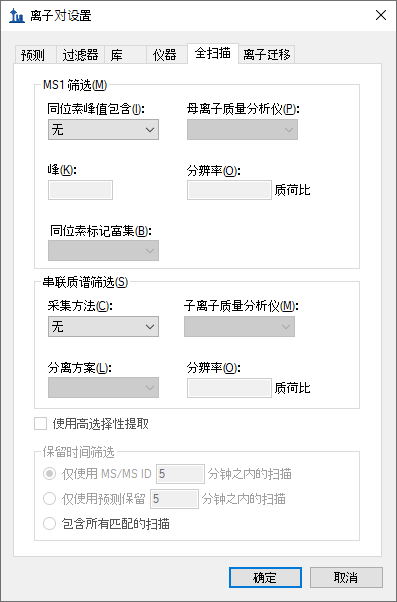 离子对设置
预测 过滤器 库 仪器 全扫描 离子迁移
MS1 筛选(M)
同位素峰值包含(I): 母离子质量分析仪(P):
无
峰(K): 分辨率(O):
质荷比
同位素标记富集(B):
串联质谱筛选(S)
采集方法(C): 子离子质量分析仪(M):
无
分离方案(L): 分辨率(O):
质荷比
使用高选择性提取
保留时间筛选
仅使用 MS/MS ID 5 分钟之内的扫描
仅使用预测保留 5 分钟之内的扫描
包含所有匹配的扫描
确定 取消